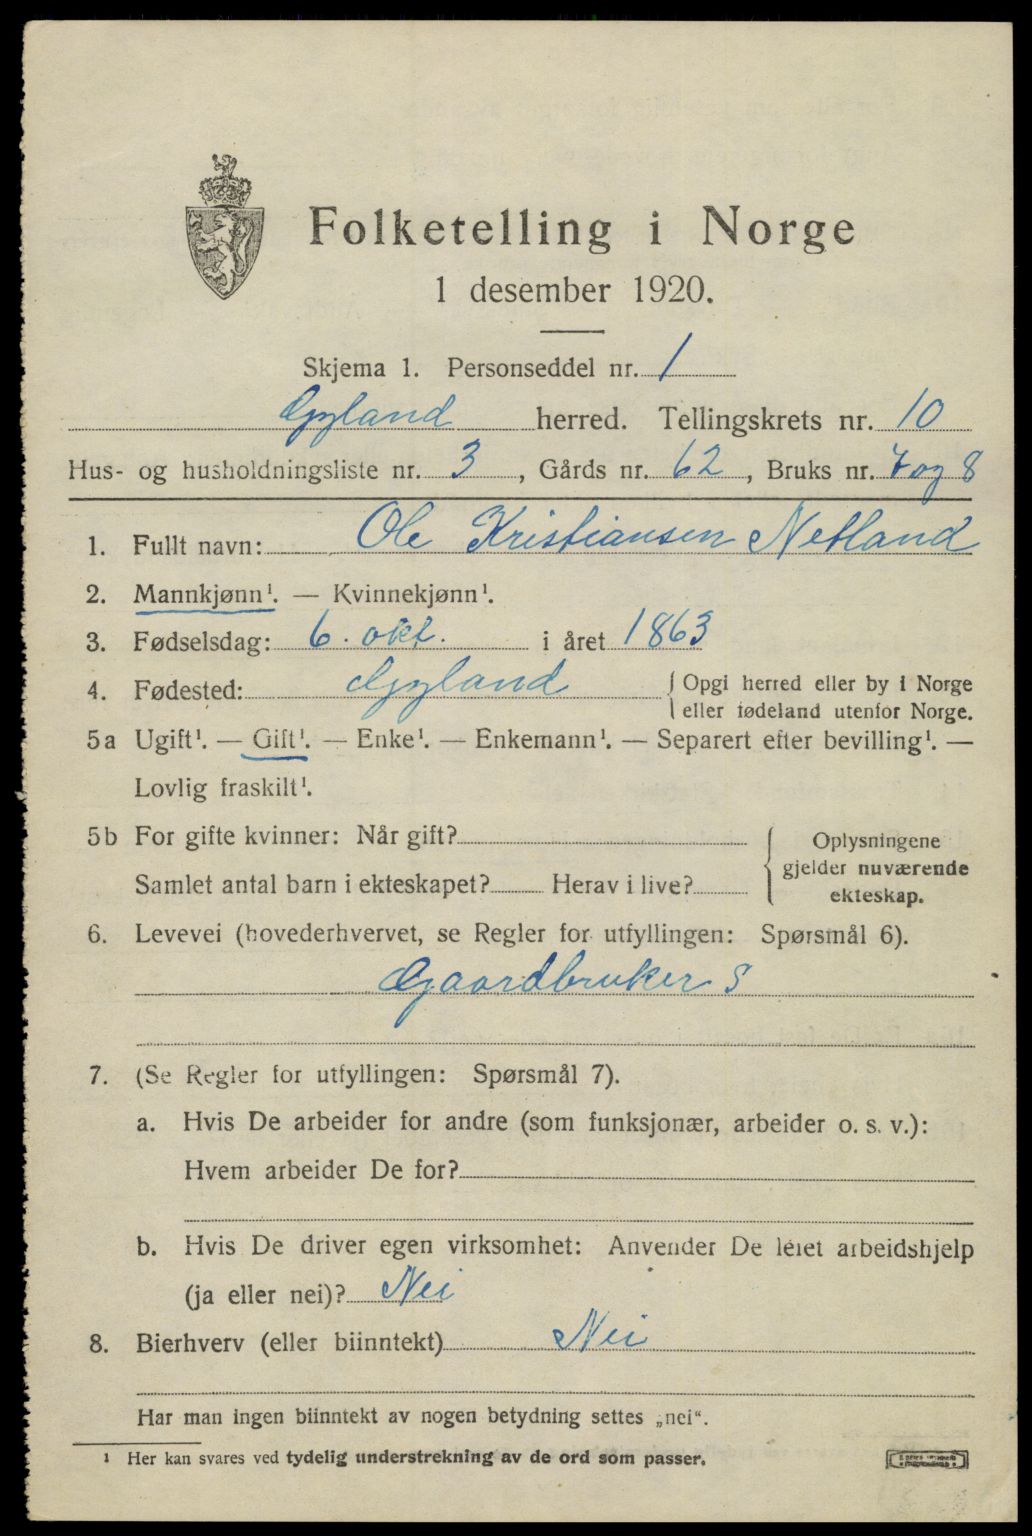 Folketelling i Norge
1 desember 1920.
Skjema 1. Personseddel nr. 1
Gyland herred. Tellingskrets nr. 10
Hus- og husholdningsliste nr. 3, Gårds nr. 62, Bruks nr. 7 og 8
1. Fullt navn: Ole Kristiansen Netland
2. Mannkjønn¹. — Kvinnekjønn¹.
3. Fødselsdag: 6. okt. i året 1863
4. Fødested: Gyland { Opgi herred eller by i Norge
eller fødeland utenfor Norge.
5a Ugift¹. — Gift¹. — Enke¹. — Enkemann¹. — Separert efter bevilling¹. —
Lovlig fraskilt¹.
5b For gifte kvinner: Når gift?
Samlet antal barn i ekteskapet? Herav i live?
{ Oplysningene
gjelder nuværende
ekteskap.
6. Levevei (hovederhvervet, se Regler for utfyllingen: Spørsmål 6).
Gaardbruker S
7. (Se Regler for utfyllingen: Spørsmål 7).
a. Hvis De arbeider for andre (som funksjonær, arbeider o. s. v.):
Hvem arbeider De for?
b. Hvis De driver egen virksomhet: Anvender De leiet arbeidshjelp
(ja eller nei)? Nei
8. Bierhverv (eller biinntekt) Nei
Har man ingen biinntekt av nogen betydning settes „nei“.
¹ Her kan svares ved tydelig understrekning av de ord som passer.